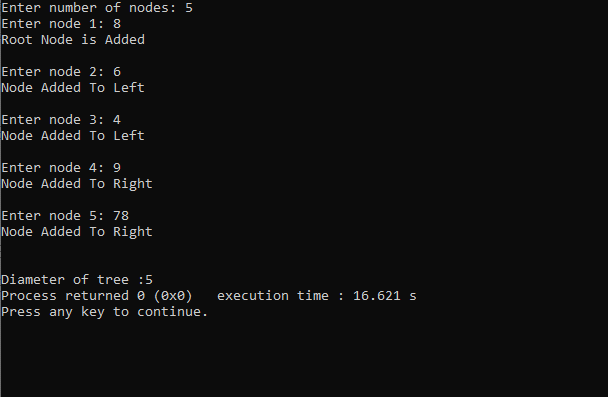 Enter number of nodes: 5
Enter node 1: 8
Root Node is Added
Enter node 2: 6
Node Added To Left
Enter node 3: 4
Node Added To Left
Enter node 4: 9
Node Added To Right
Enter node 5: 78
Node Added To Right
Diameter of tree :5
Process returned 0 (0x0)   execution time : 16.621 s
Press any key to continue.